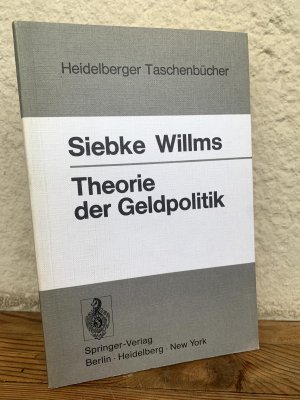 Heidelberger Taschenbücher
Siebke Willms
Theorie
der Geldpolitik
Springer-Verlag
Berlin · Heidelberg · New York